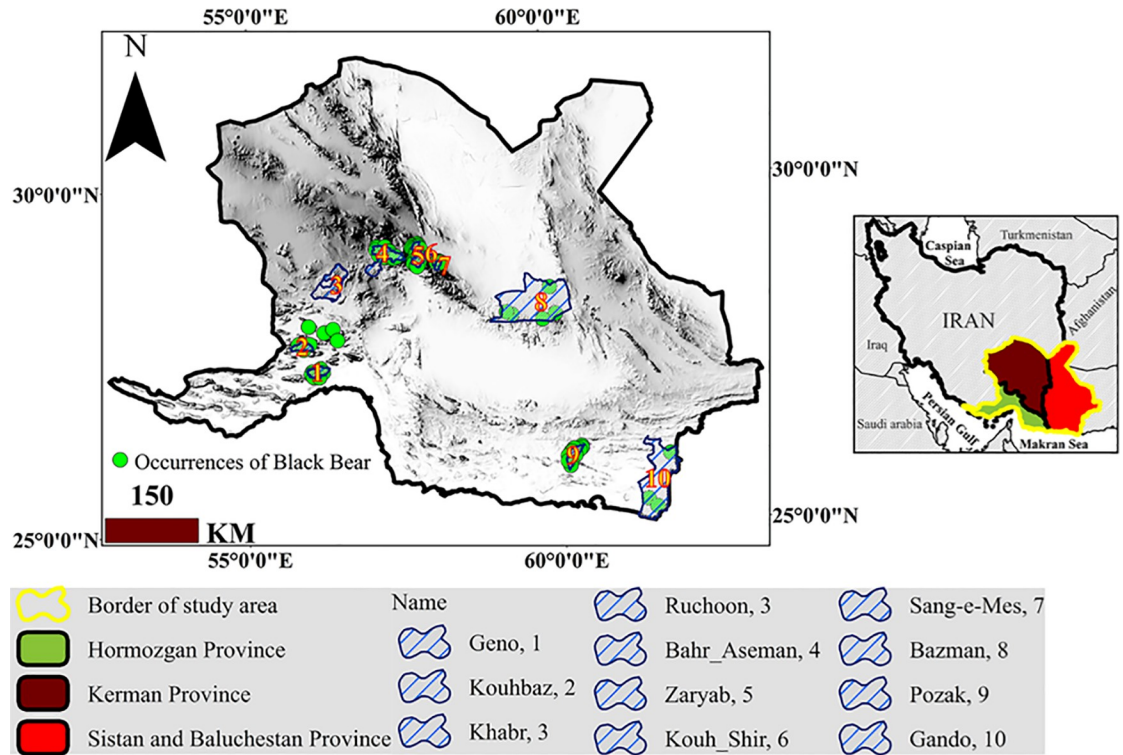 55°0'0"E
60°0'0"E
N
30°0'0"N
30°0'0"N
4
56
7
3
8
2
1
9
10
Occurrences of Black Bear
150
KM
25°0'0"N
25°0'0"N
55°0'0"E
60°0'0"E
Caspian
Sea
Turkmenistan
IRAN
Afghanistan
Iraq
Persian Gulf
Saudi arabia
Makran Sea
Border of study area
Hormozgan Province
Kerman Province
Sistan and Baluchestan Province
Name
Geno, 1
Kouhbaz, 2
Khabr, 3
Ruchoon, 3
Bahr_Aseman, 4
Zaryab, 5
Kouh_Shir, 6
Sang-e-Mes, 7
Bazman, 8
Pozak, 9
Gando, 10